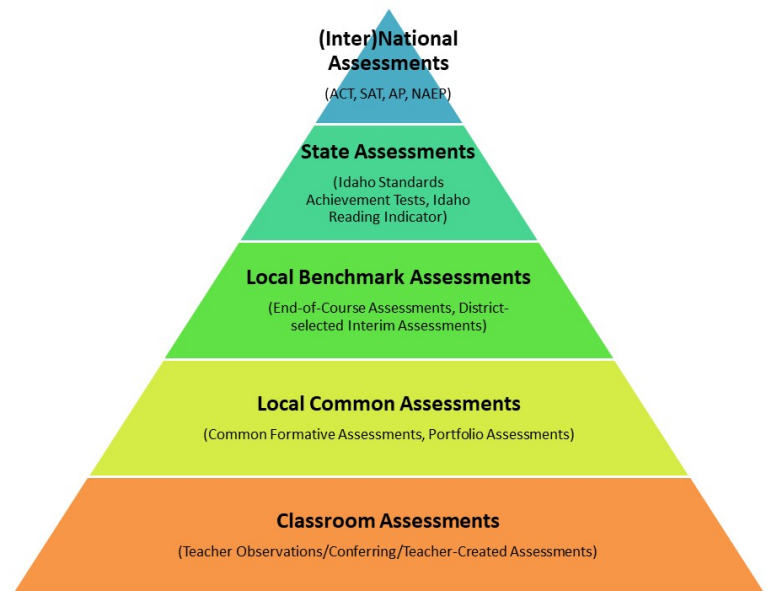 (Inter)National
Assessments
(ACT, SAT, AP, NAEP)
State Assessments
(Idaho Standards
Achievement Tests, Idaho
Reading Indicator)
Local Benchmark Assessments
(End-of-Course Assessments, District-
selected Interim Assessments)
Local Common Assessments
(Common Formative Assessments, Portfolio Assessments)
Classroom Assessments
(Teacher Observations/Conferring/Teacher-Created Assessments)